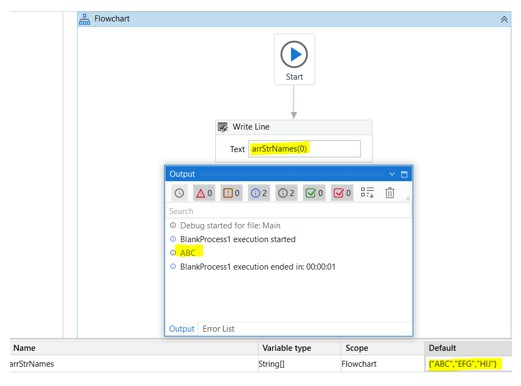 Flowchart
Start
Write Line
Text arrStrNames(0)
Output
0 0 2 2 0 0
Search
Debug started for file: Main
BlankProcess1 execution started
ABC
BlankProcess1 execution ended in: 00:00:01
Output Error List
Name Variable type Scope Default
arrStrNames String[] Flowchart {"ABC","EFG","HIJ"}